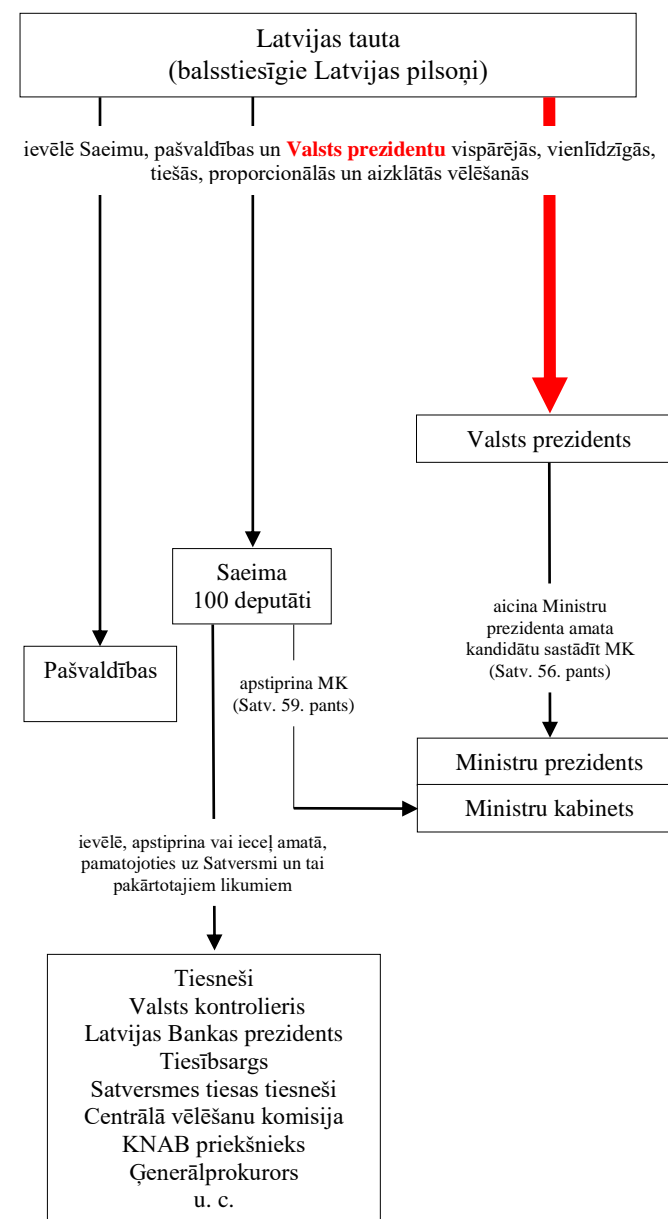 Latvijas tauta
(balsstiesīgie Latvijas pilsoņi)
ievēlē Saeimu, pašvaldības un Valsts prezidentu vispārējās, vienlīdzīgās,
tiešās, proporcionālās un aizklātās vēlēšanās
Valsts prezidents
Saeima
100 deputāti
aicina Ministru
prezidenta amata
kandidātu sastādīt MK
(Satv. 56. pants)
Pašvaldības
apstiprina MK
(Satv. 59. pants)
Ministru prezidents
Ministru kabinets
ievēlē, apstiprina vai ieceļ amatā,
pamatojoties uz Satversmi un tai
pakārtotajiem likumiem
Tiesneši
Valsts kontrolieris
Latvijas Bankas prezidents
Tiesībsargs
Satversmes tiesas tiesneši
Centrālā vēlēšanu komisija
KNAB priekšnieks
Ģenerālprokurors
u. c.